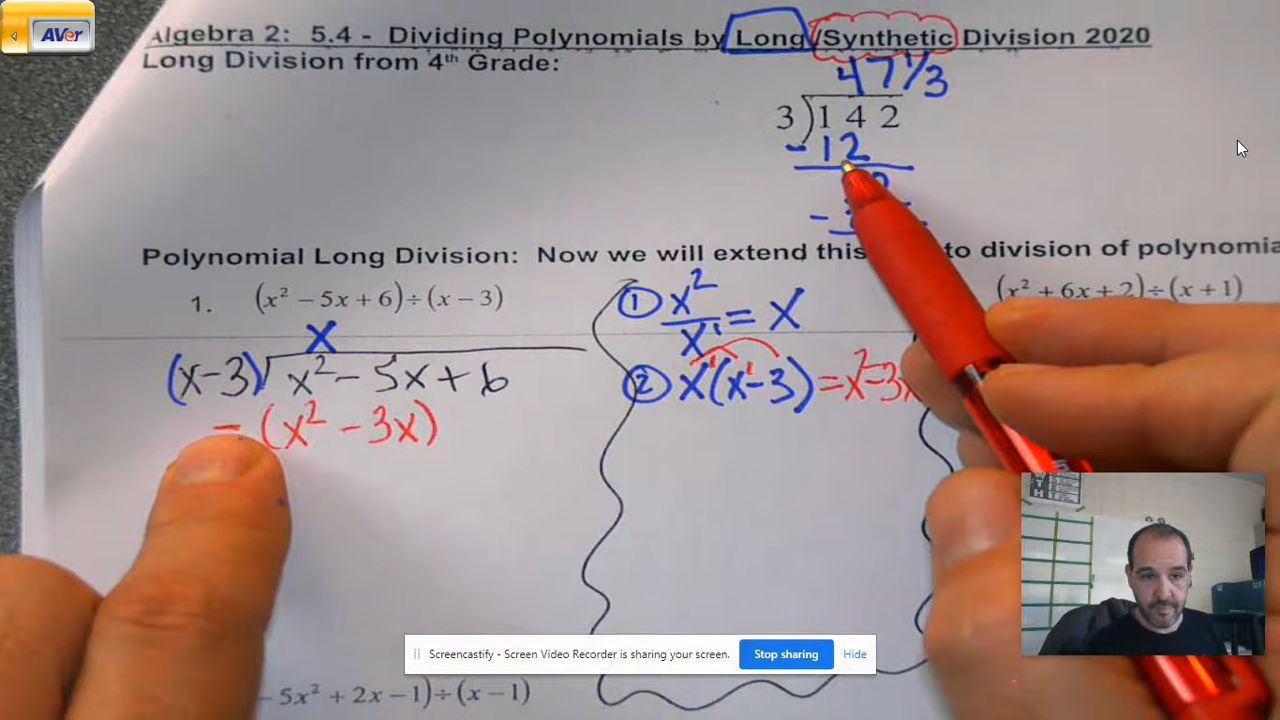 AVer
Algebra 2: 5.4 - Dividing Polynomials by Long/Synthetic Division 2020
Long Division from 4th Grade:
47 1/3
3)142
- 12
-
Polynomial Long Division: Now we will extend this to division of
1. (x² - 5x + 6) ÷ (x - 3)
(x² + 6x + 2) ÷ (x + 1)
① x²/x¹ = x
x
(x-3) x² - 5x + 6
② x¹(x¹-3) = x²-3x
- (x² - 3x)
Screencastify - Screen Video Recorder is sharing your screen.
Stop sharing
Hide
- 5x² + 2x - 1) ÷ (x - 1)